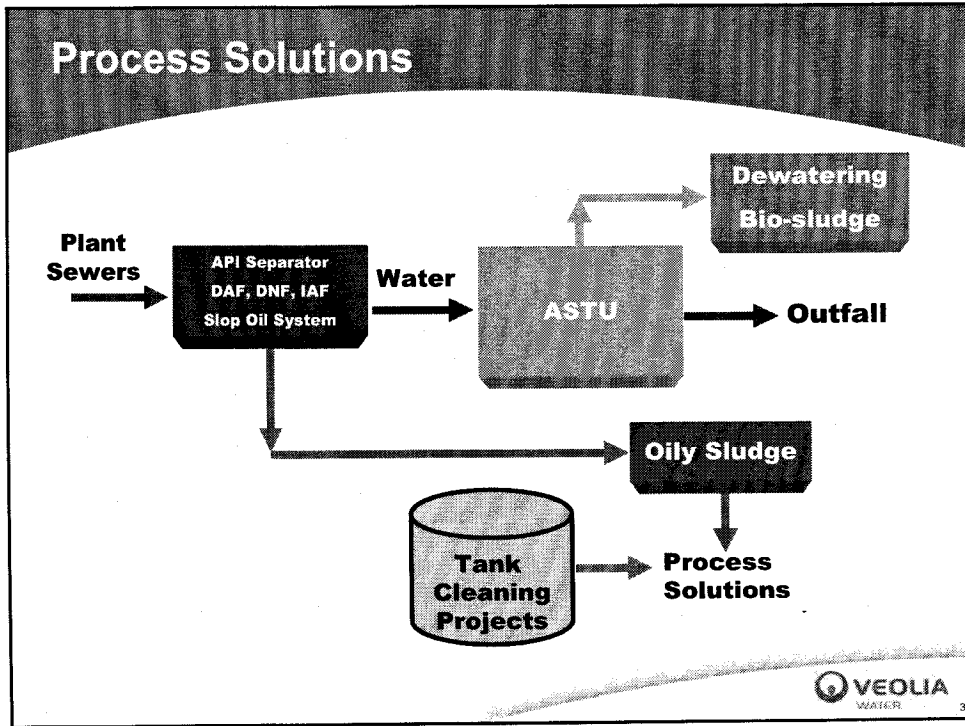 Process Solutions
Plant
Sewers
API Separator
DAF, DNF, IAF
Slop Oil System
Water
ASTU
Dewatering
Bio-sludge
Outfall
Oily Sludge
Tank
Cleaning
Projects
Process
Solutions
VEOLIA
WATER
3